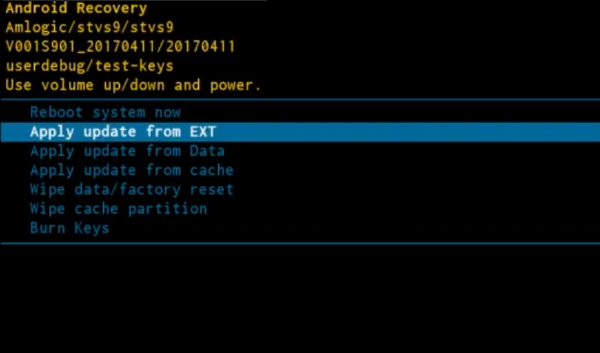 Android Recovery
Amlogic/stvs9/stvs9
V001S901_20170411/20170411
userdebug/test-keys
Use volume up/down and power.
Reboot system now
Apply update from EXT
Apply update from Data
Apply update from cache
Wipe data/factory reset
Wipe cache partition
Burn Keys